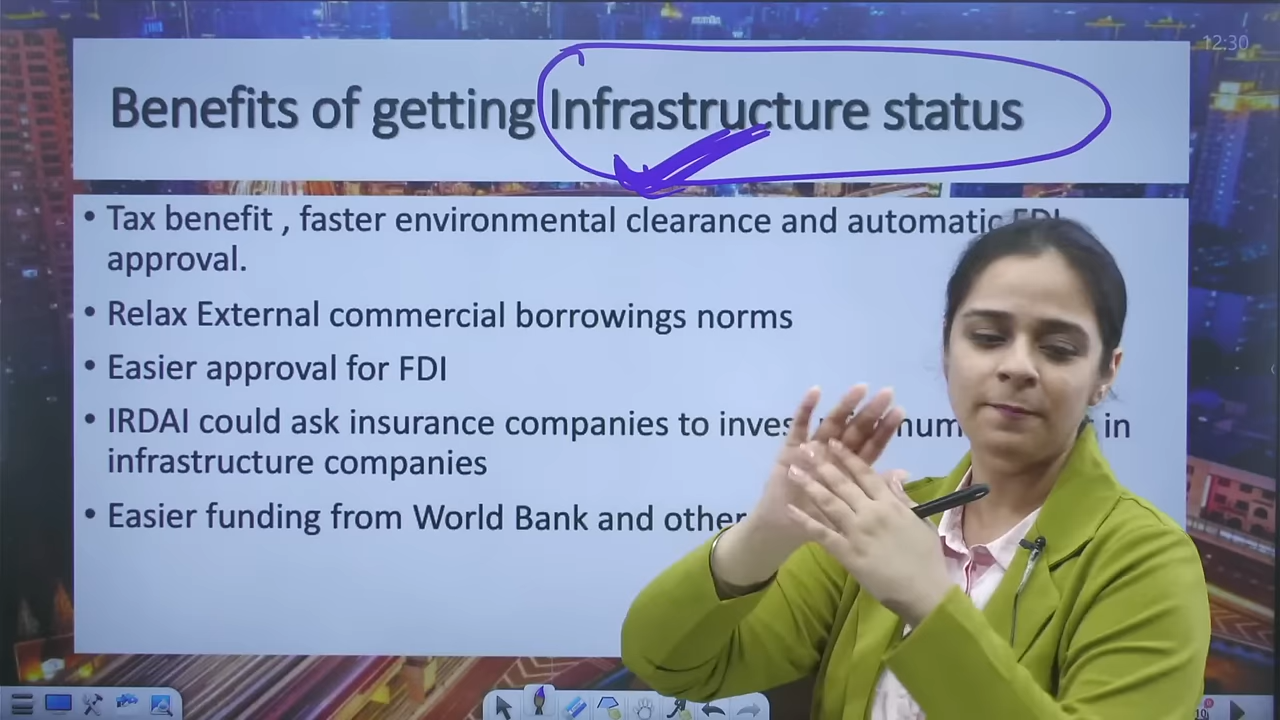 12:30
Benefits of getting Infrastructure status
• Tax benefit , faster environmental clearance and automatic FDI
approval.
• Relax External commercial borrowings norms
• Easier approval for FDI
• IRDAI could ask insurance companies to in
infrastructure companies
• Easier funding from World Bank and other